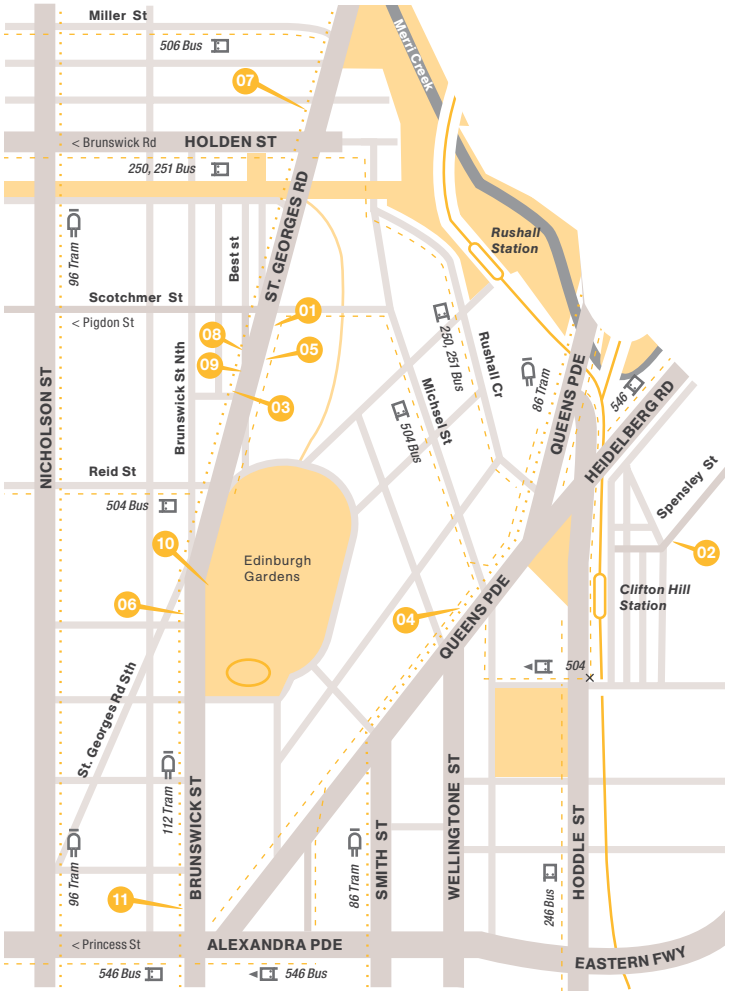 Miller St
506 Bus
Merri Creek
07
< Brunswick Rd
HOLDEN ST
250, 251 Bus
ST. GEORGES RD
96 Tram
Best st
Rushall
Station
Scotchmer St
< Pigdon St
01
08
05
09
03
Brunswick St Nth
NICHOLSON ST
250, 251 Bus
Rushall Cr
86 Tram
QUEENS PDE
546
HEIDELBERG RD
Michsel St
504 Bus
Reid St
504 Bus
Spensley St
10
02
Edinburgh
Gardens
06
04
QUEENS PDE
Clifton Hill
Station
504
×
St. Georges Rd Sth
112 Tram
BRUNSWICK ST
96 Tram
86 Tram
SMITH ST
WELLINGTONE ST
HODDLE ST
246 Bus
11
< Princess St
ALEXANDRA PDE
EASTERN FWY
546 Bus
546 Bus